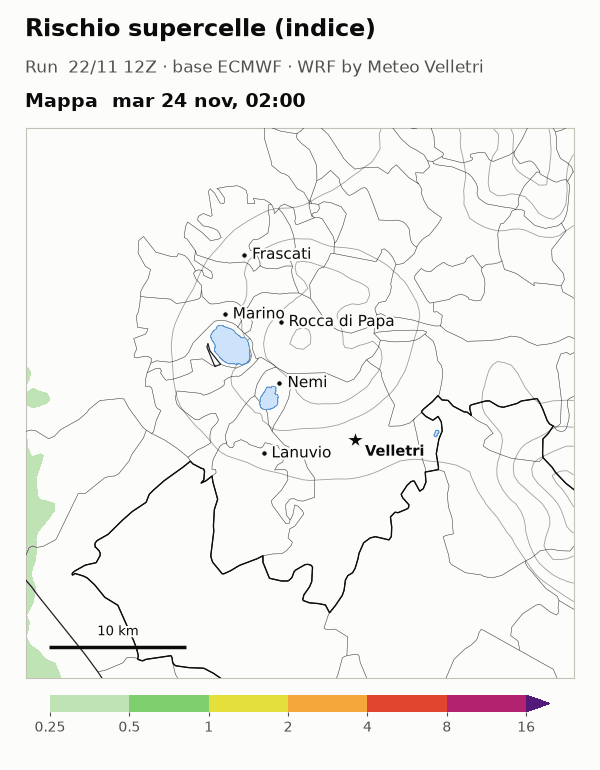 Rischio supercelle (indice)
Run  22/11 12Z · base ECMWF · WRF by Meteo Velletri
Mappa  mar 24 nov, 02:00
Frascati
Marino
Rocca di Papa
Nemi
Velletri
Lanuvio
10 km
0.25 0.5 1 2 4 8 16